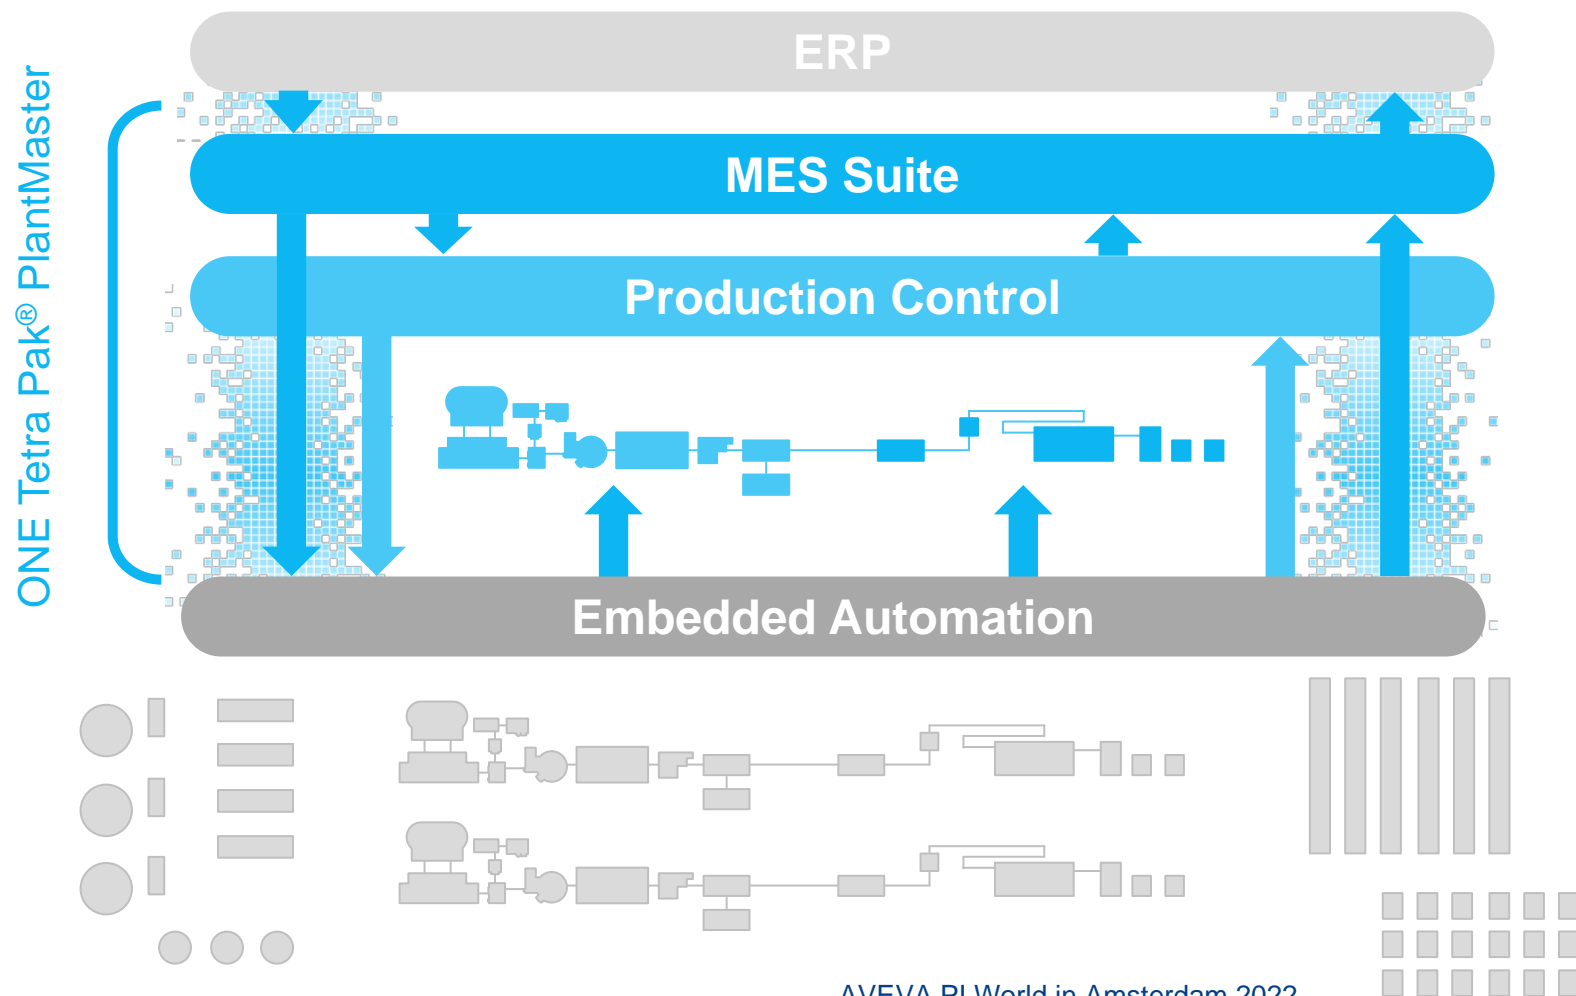 ERP
ONE Tetra Pak® PlantMaster
MES Suite
Production Control
Embedded Automation
AVEVA PI World in Amsterdam 2022